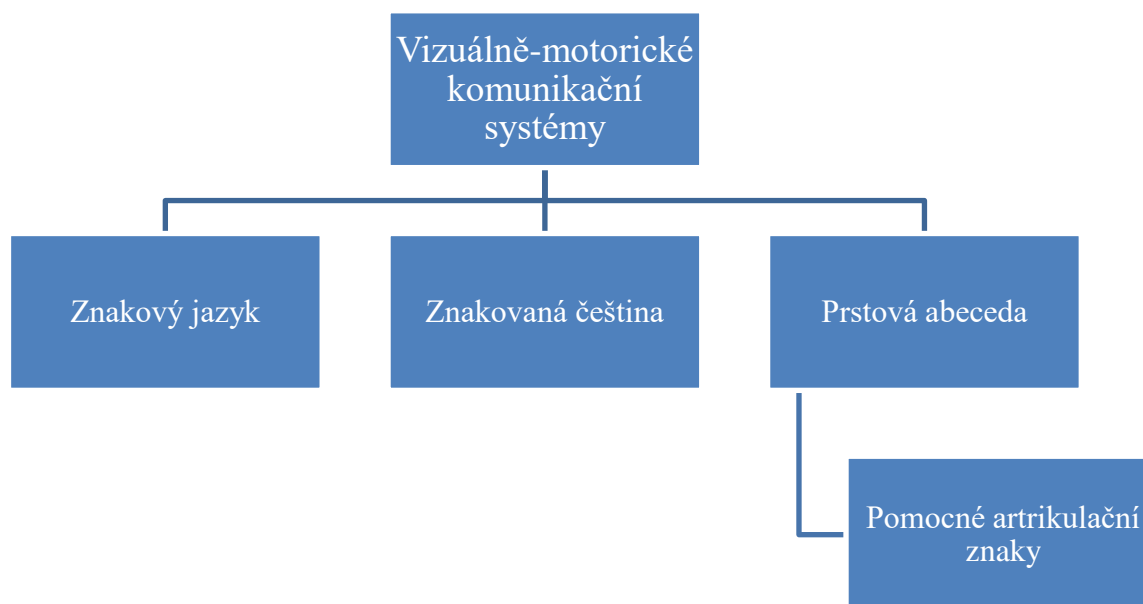 Vizuálně-motorické
komunikační
systémy
Znakový jazyk
Znakovaná čeština
Prstová abeceda
Pomocné artrikulační
znaky